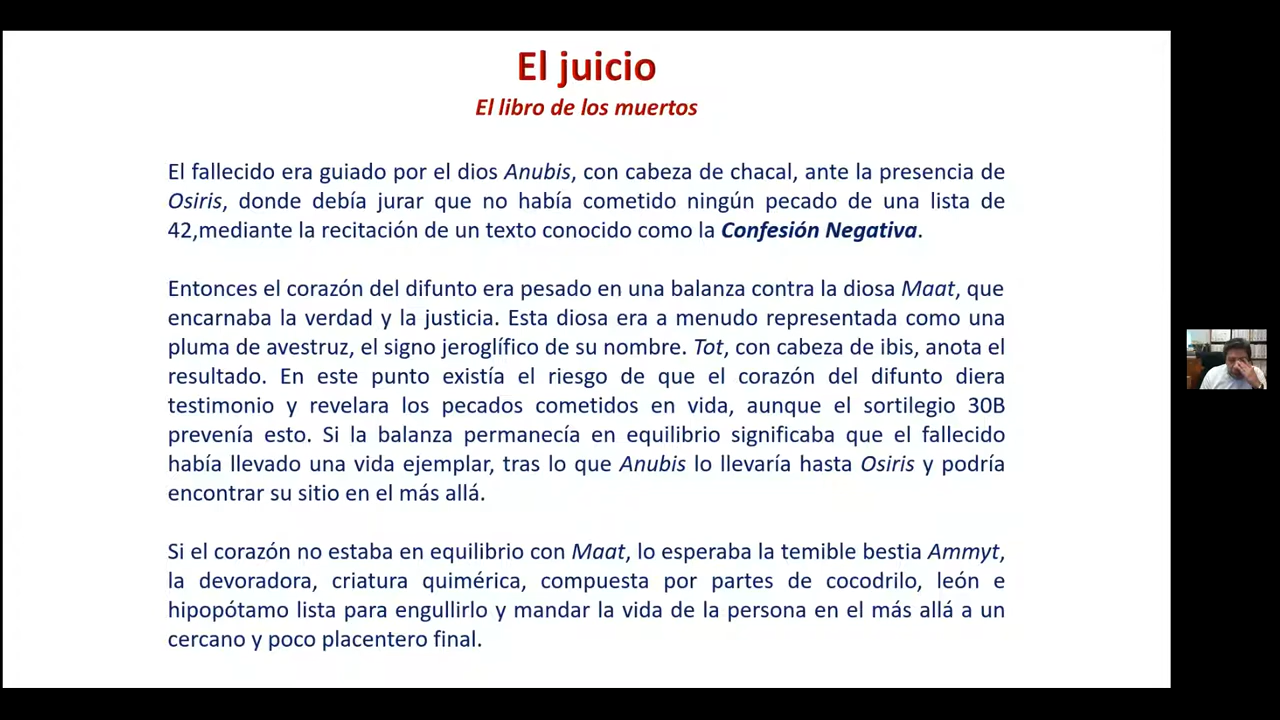 El juicio
El libro de los muertos
El fallecido era guiado por el dios Anubis, con cabeza de chacal, ante la presencia de
Osiris, donde debía jurar que no había cometido ningún pecado de una lista de
42,mediante la recitación de un texto conocido como la Confesión Negativa.
Entonces el corazón del difunto era pesado en una balanza contra la diosa Maat, que
encarnaba la verdad y la justicia. Esta diosa era a menudo representada como una
pluma de avestruz, el signo jeroglífico de su nombre. Tot, con cabeza de ibis, anota el
resultado. En este punto existía el riesgo de que el corazón del difunto diera
testimonio y revelara los pecados cometidos en vida, aunque el sortilegio 30B
prevenía esto. Si la balanza permanecía en equilibrio significaba que el fallecido
había llevado una vida ejemplar, tras lo que Anubis lo llevaría hasta Osiris y podría
encontrar su sitio en el más allá.
Si el corazón no estaba en equilibrio con Maat, lo esperaba la temible bestia Ammyt,
la devoradora, criatura quimérica, compuesta por partes de cocodrilo, león e
hipopótamo lista para engullirlo y mandar la vida de la persona en el más allá a un
cercano y poco placentero final.